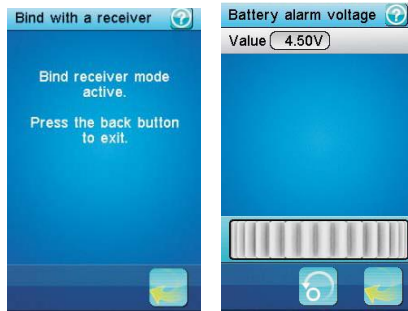 Bind with a receiver ?
Bind receiver mode
active.
Press the back button
to exit.
Battery alarm voltage ?
Value 4.50V